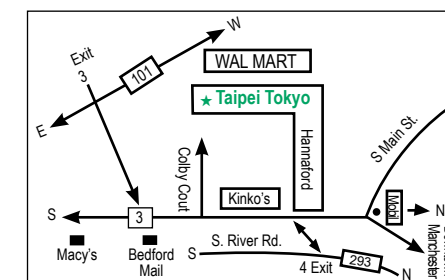 W
Exit
3
101
WAL MART
★ Taipei Tokyo
E
Colby Cout
Hannaford
S Main St.
Kinko's
Mobil
N
S
3
Macy's
Bedford
Mail
S
S. River Rd.
4 Exit
293
N
Manchester